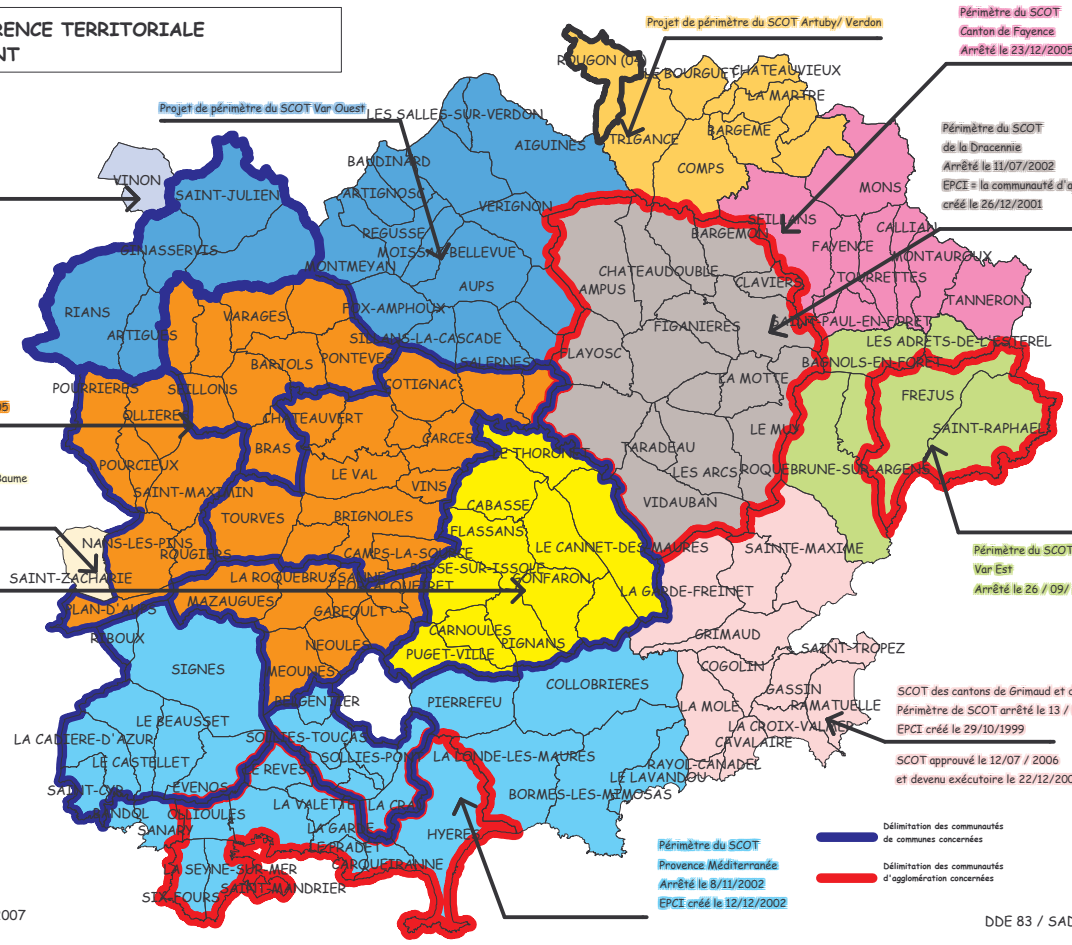 RENCE TERRITORIALE
NT
Projet de périmètre du SCOT Artuby/ Verdon
Périmètre du SCOT
Canton de Fayence
Arrêté le 23/12/2005
Projet de périmètre du SCOT Var Ouest
Périmètre du SCOT
de la Dracennie
Arrêté le 11/07/2002
EPCI = la communauté d'a
créé le 26/12/2001
ROUGON (04)
LE BOURGUET
CHATEAUVIEUX
LA MARTRE
BARGEME
TRIGANCE
COMPS
LES SALLES-SUR-VERDON
AIGUINES
BAUDINARD
ARTIGNOSC
VERIGNON
REGUSSE
MOISSAC-BELLEVUE
MONTMEYAN
AUPS
FOX-AMPHOUX
SILLANS-LA-CASCADE
SALERNES
VINON
SAINT-JULIEN
GINASSERVIS
RIANS
ARTIGUES
MONS
SEILLANS
BARGEMON
CALLIAN
FAYENCE
MONTAUROUX
TOURRETTES
TANNERON
SAINT-PAUL-EN-FORET
CHATEAUDOUBLE
CLAVIERS
AMPUS
FIGANIERES
FLAYOSC
LA MOTTE
LE MUY
TARADEAU
LES ARCS
VIDAUBAN
LES ADRETS-DE-L'ESTEREL
BAGNOLS-EN-FORET
FREJUS
SAINT-RAPHAEL
ROQUEBRUNE-SUR-ARGENS
VARAGES
BARJOLS
PONTEVES
COTIGNAC
POURRIERES
SEILLONS
OLLIERES
CHATEAUVERT
CARCES
BRAS
LE VAL
VINS
POURCIEUX
SAINT-MAXIMIN
TOURVES
BRIGNOLES
95
Baume
NANS-LES-PINS
ROUGIERS
CAMPS-LA-SOURCE
SAINT-ZACHARIE
LA ROQUEBRUSSANNE
FORCALQUEIRET
MAZAUGUES
GAREOULT
PLAN-D'AUPS
NEOULES
MEOUNES
LE THORONET
CABASSE
FLASSANS
LE CANNET-DES-MAURES
BESSE-SUR-ISSOLE
GONFARON
CARNOULES
PIGNANS
PUGET-VILLE
SAINTE-MAXIME
LA GARDE-FREINET
GRIMAUD
SAINT-TROPEZ
COGOLIN
GASSIN
RAMATUELLE
LA MOLE
LA CROIX-VALMER
CAVALAIRE
RAYOL-CANADEL
Périmètre du SCOT
Var Est
Arrêté le 26 / 09/
RIBOUX
SIGNES
COLLOBRIERES
PIERREFEU
BELGENTIER
LE BEAUSSET
LA CADIERE-D'AZUR
SOLLIES-TOUCAS
SOLLIES-PONT
LE CASTELLET
LE REVEST
LA LONDE-LES-MAURES
LE LAVANDOU
BORMES-LES-MIMOSAS
SAINT-CYR
EVENOS
BANDOL
OLLIOULES
LA VALETTE
LA CRAU
SANARY
LA GARDE
HYERES
LE PRADET
CARQUEIRANNE
LA SEYNE-SUR-MER
SAINT-MANDRIER
SIX-FOURS
SCOT des cantons de Grimaud et d
Périmètre de SCOT arrêté le 13 /
EPCI créé le 29/10/1999
SCOT approuvé le 12/07 / 2006
et devenu exécutoire le 22/12/200
Périmètre du SCOT
Provence Méditerranée
Arrêté le 8/11/2002
EPCI créé le 12/12/2002
Délimitation des communautés
de communes concernées
Délimitation des communautés
d'agglomération concernées
2007
DDE 83 / SAD